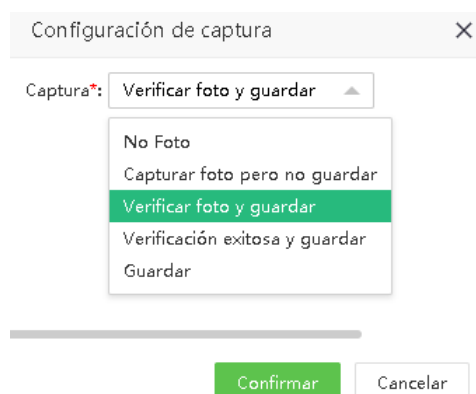 Configuración de captura
Captura*: Verificar foto y guardar
No Foto
Capturar foto pero no guardar
Verificar foto y guardar
Verificación exitosa y guardar
Guardar
Confirmar Cancelar